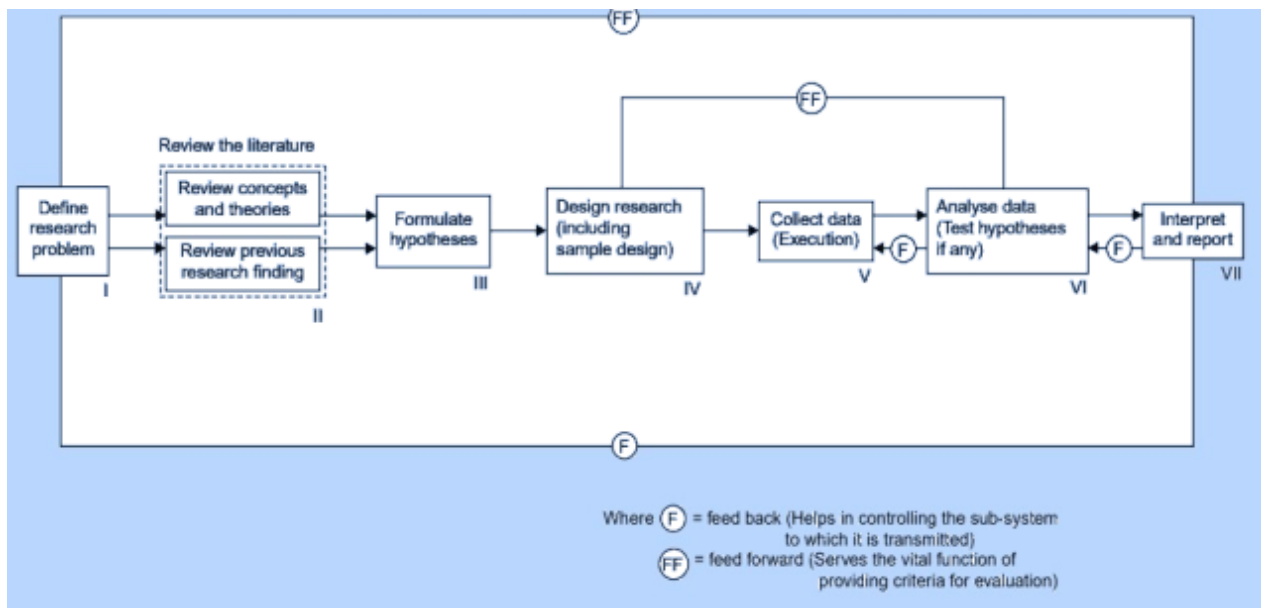 FF
FF
Review the literature
Define
research
problem
I
Review concepts
and theories
Review previous
research finding
II
Formulate
hypotheses
III
Design research
(including
sample design)
IV
Collect data
(Execution)
V
F
Analyse data
(Test hypotheses
if any)
VI
F
Interpret
and report
VII
F
Where F = feed back (Helps in controlling the sub-system
to which it is transmitted)
FF = feed forward (Serves the vital function of
providing criteria for evaluation)